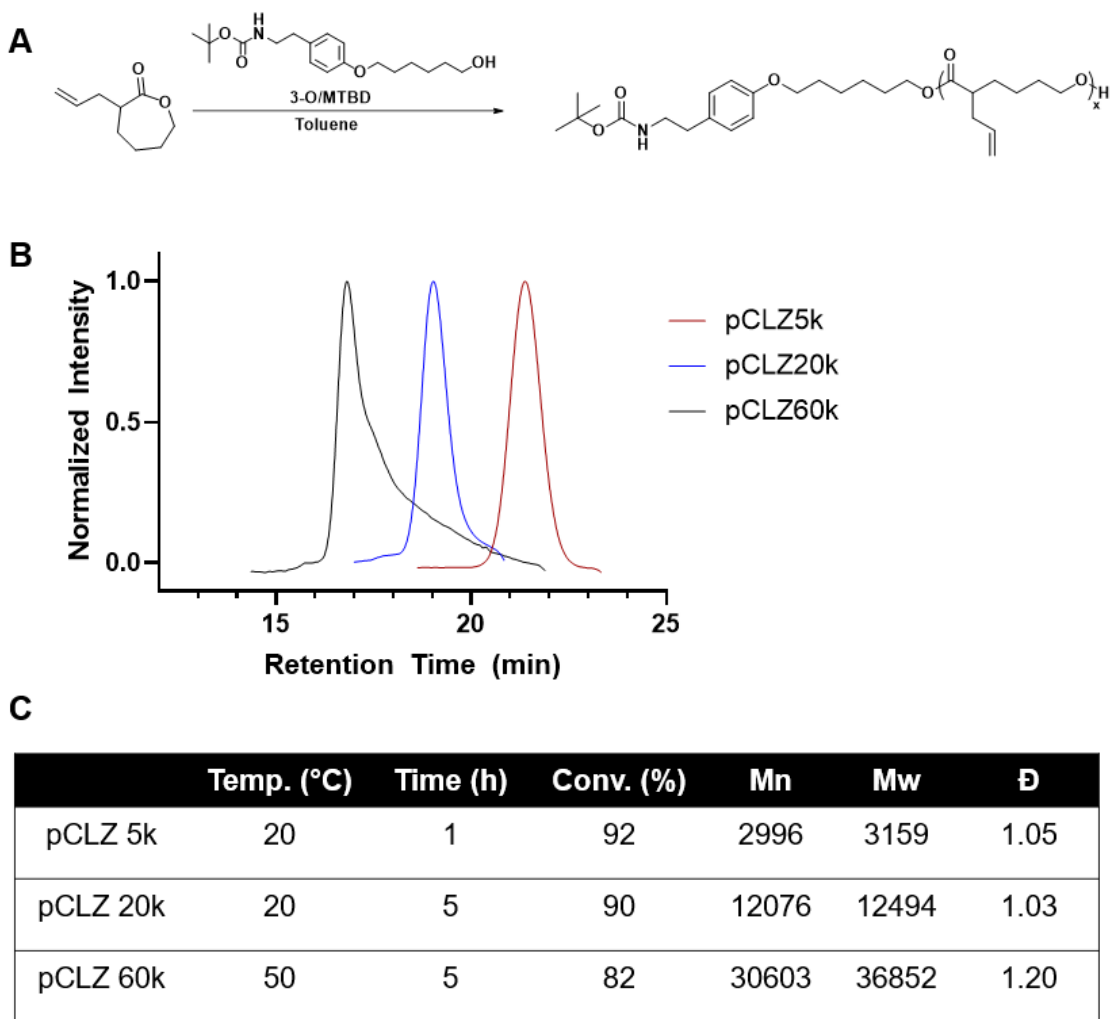 A
H
N
O
O
O
OH
O
O
3-O/MTBD
Toluene
O
O
N
H
O
O
O
O
H
x
B
Normalized Intensity
1.0
0.5
0.0
15 20 25
Retention Time (min)
pCLZ5k
pCLZ20k
pCLZ60k
C
Temp. (°C) Time (h) Conv. (%) Mn Mw Đ
pCLZ 5k 20 1 92 2996 3159 1.05
pCLZ 20k 20 5 90 12076 12494 1.03
pCLZ 60k 50 5 82 30603 36852 1.20